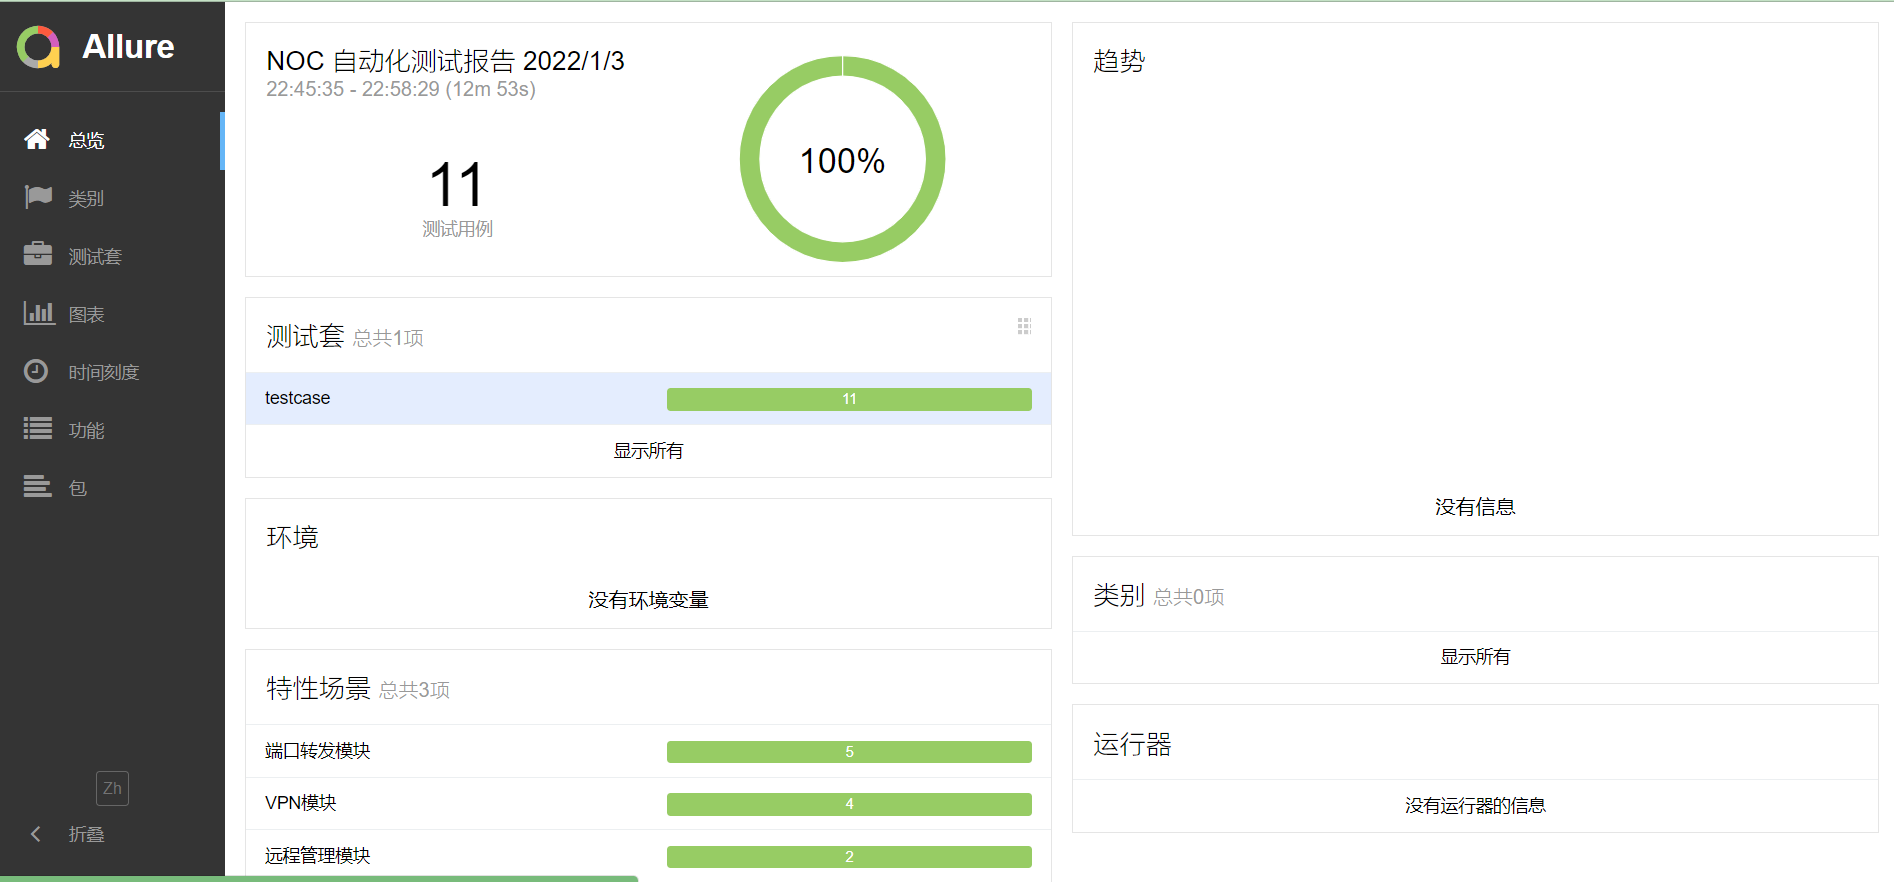 Allure
总览
类别
测试套
图表
时间刻度
功能
包
Zh
折叠
NOC 自动化测试报告 2022/1/3
22:45:35 - 22:58:29 (12m 53s)
11
测试用例
100%
测试套 总共1项
testcase 11
显示所有
环境
没有环境变量
特性场景 总共3项
端口转发模块 5
VPN模块 4
远程管理模块 2
趋势
没有信息
类别 总共0项
显示所有
运行器
没有运行器的信息